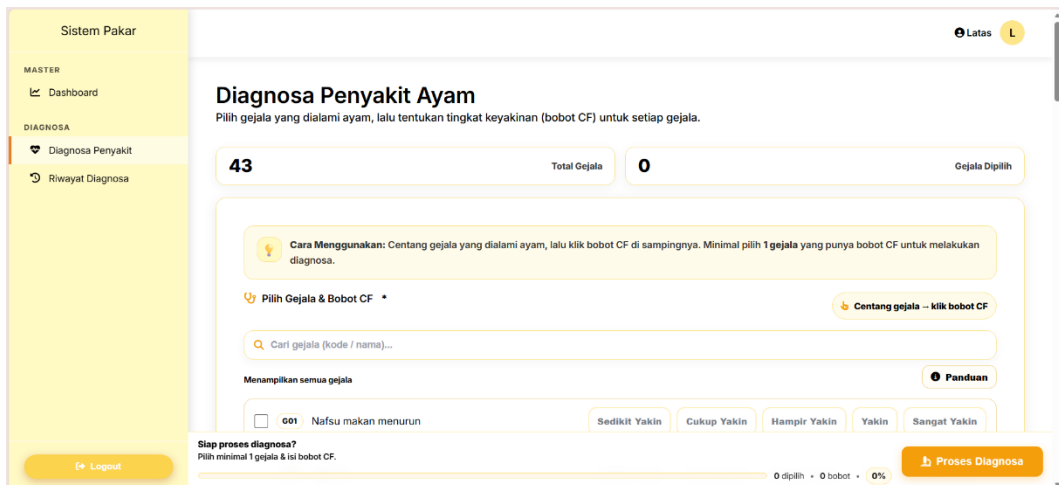 Sistem Pakar
Latas
L
MASTER
Dashboard
DIAGNOSA
Diagnosa Penyakit
Riwayat Diagnosa
Logout
Diagnosa Penyakit Ayam
Pilih gejala yang dialami ayam, lalu tentukan tingkat keyakinan (bobot CF) untuk setiap gejala.
43 Total Gejala
0 Gejala Dipilih
Cara Menggunakan: Centang gejala yang dialami ayam, lalu klik bobot CF di sampingnya. Minimal pilih 1 gejala yang punya bobot CF untuk melakukan
diagnosa.
Pilih Gejala & Bobot CF *
Centang gejala → klik bobot CF
Cari gejala (kode / nama)...
Menampilkan semua gejala
Panduan
G01 Nafsu makan menurun Sedikit Yakin Cukup Yakin Hampir Yakin Yakin Sangat Yakin
Siap proses diagnosa?
Pilih minimal 1 gejala & isi bobot CF.
0 dipilih • 0 bobot • 0%
Proses Diagnosa